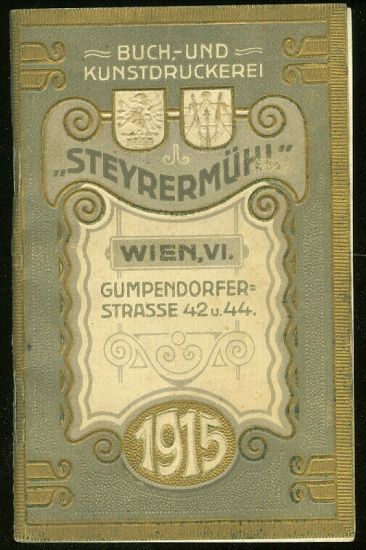 BUCH,-UND
KUNSTDRUCKEREI
„STEYRERMÜHL"
WIEN, VI.
GUMPENDORFER=
STRASSE 42 u. 44.
1915